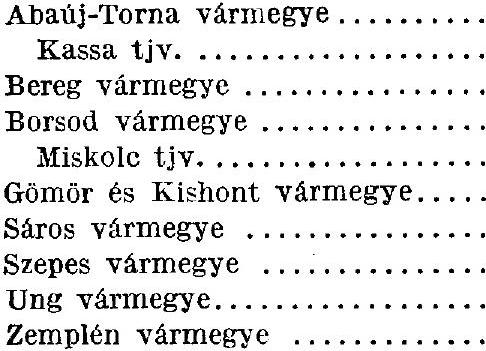 Abaúj-Torna vármegye..........
Kassa tjv. ..................
Bereg vármegye ...............
Borsod vármegye ..............
Miskolc tjv..................
Gömör és Kishont vármegye.....
Sáros vármegye ...............
Szepes vármegye ..............
Ung vármegye.................
Zemplén vármegye ............